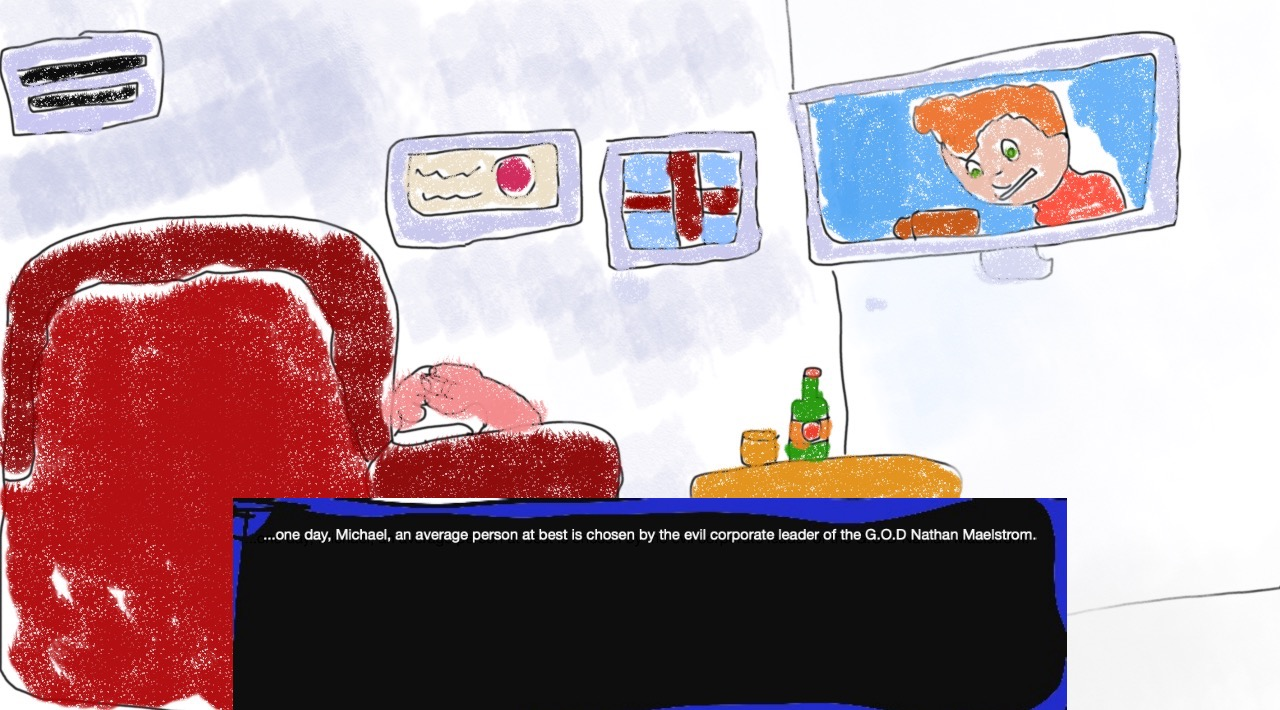 ...one day, Michael, an average person at best is chosen by the evil corporate leader of the G.O.D Nathan Maelstrom.